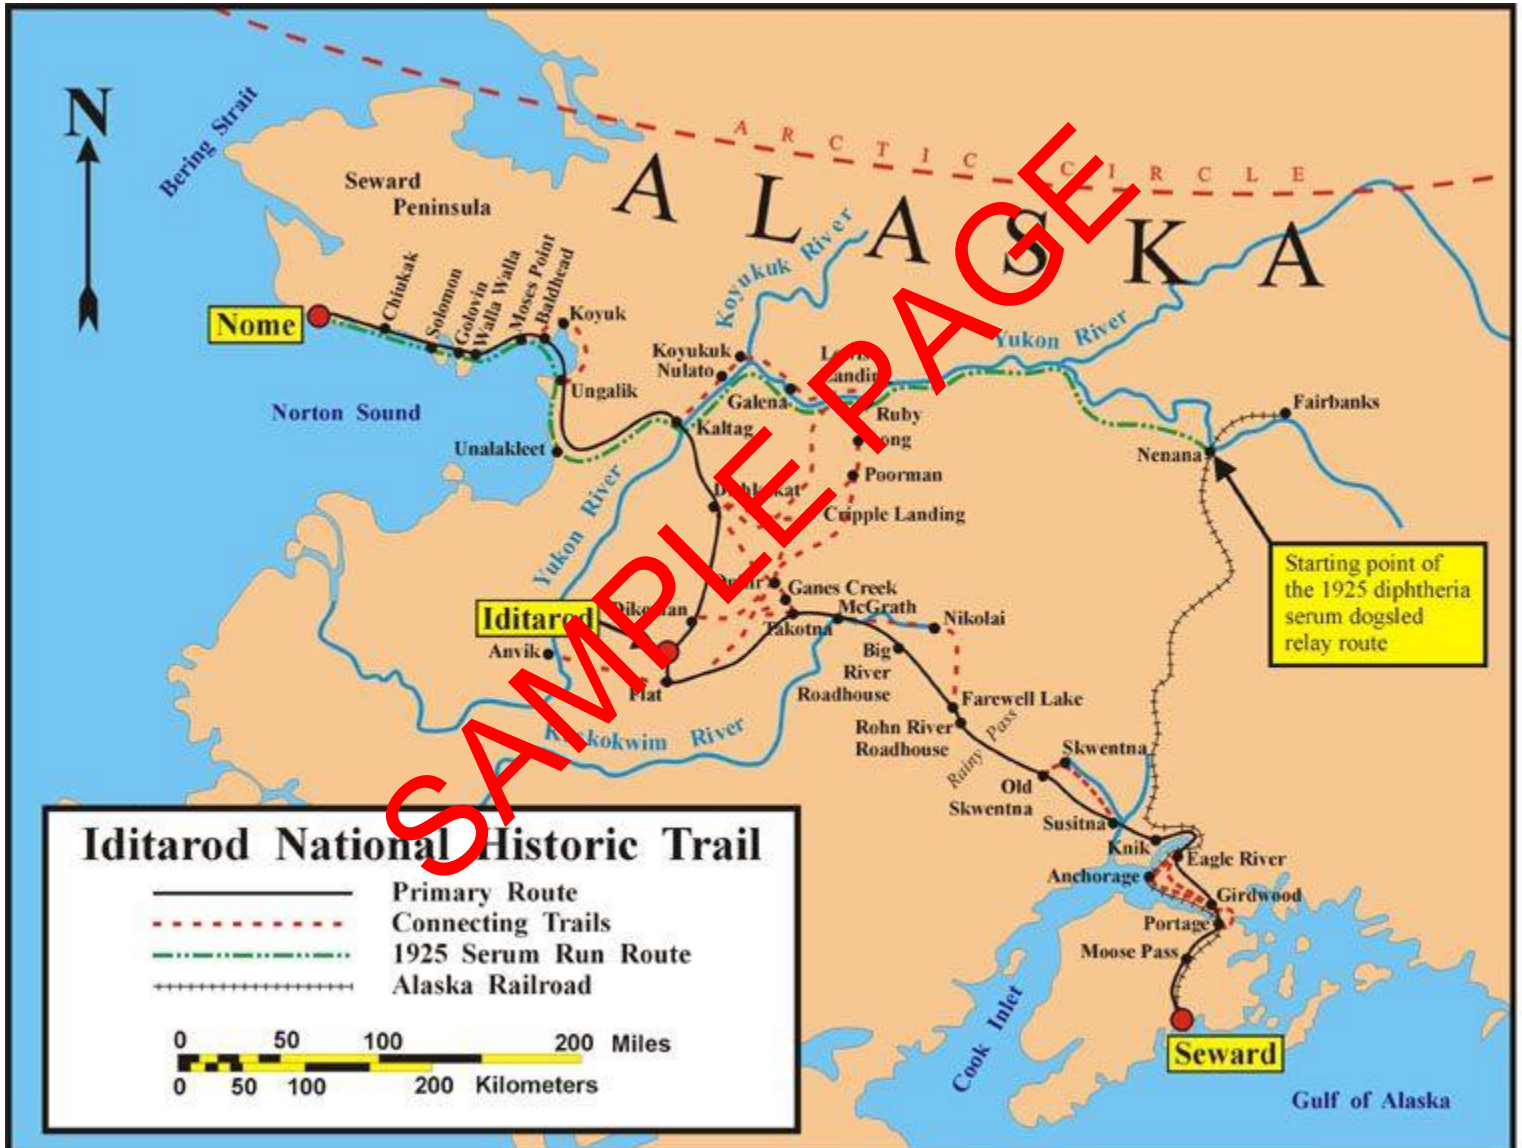 N
Bering Strait
ARCTIC CIRCLE
ALASKA
Seward
Peninsula
Koyukuk River
Yukon River
Nome
Chiukak
Solomon
Golovin
Walla Walla
Moses Point
Baldhead
Koyuk
Ungalik
Norton Sound
Unalakleet
Koyukuk
Nulato
Galena
Kaltag
Ruby
Poorman
Cripple Landing
Fairbanks
Nenana
Starting point of
the 1925 diphtheria
serum dogsled
relay route
Yukon River
Iditarod
Anvik
Ganes Creek
McGrath
Takotna
Nikolai
Big
River
Roadhouse
Farewell Lake
Rohn River
Roadhouse
Rainy Pass
River
Skwentna
Old
Skwentna
Susitna
Knik
Eagle River
Anchorage
Girdwood
Portage
Moose Pass
Seward
Cook Inlet
Gulf of Alaska
SAMPLE PAGE
Iditarod National Historic Trail
Primary Route
Connecting Trails
1925 Serum Run Route
Alaska Railroad
0 50 100 200 Miles
0 50 100 200 Kilometers